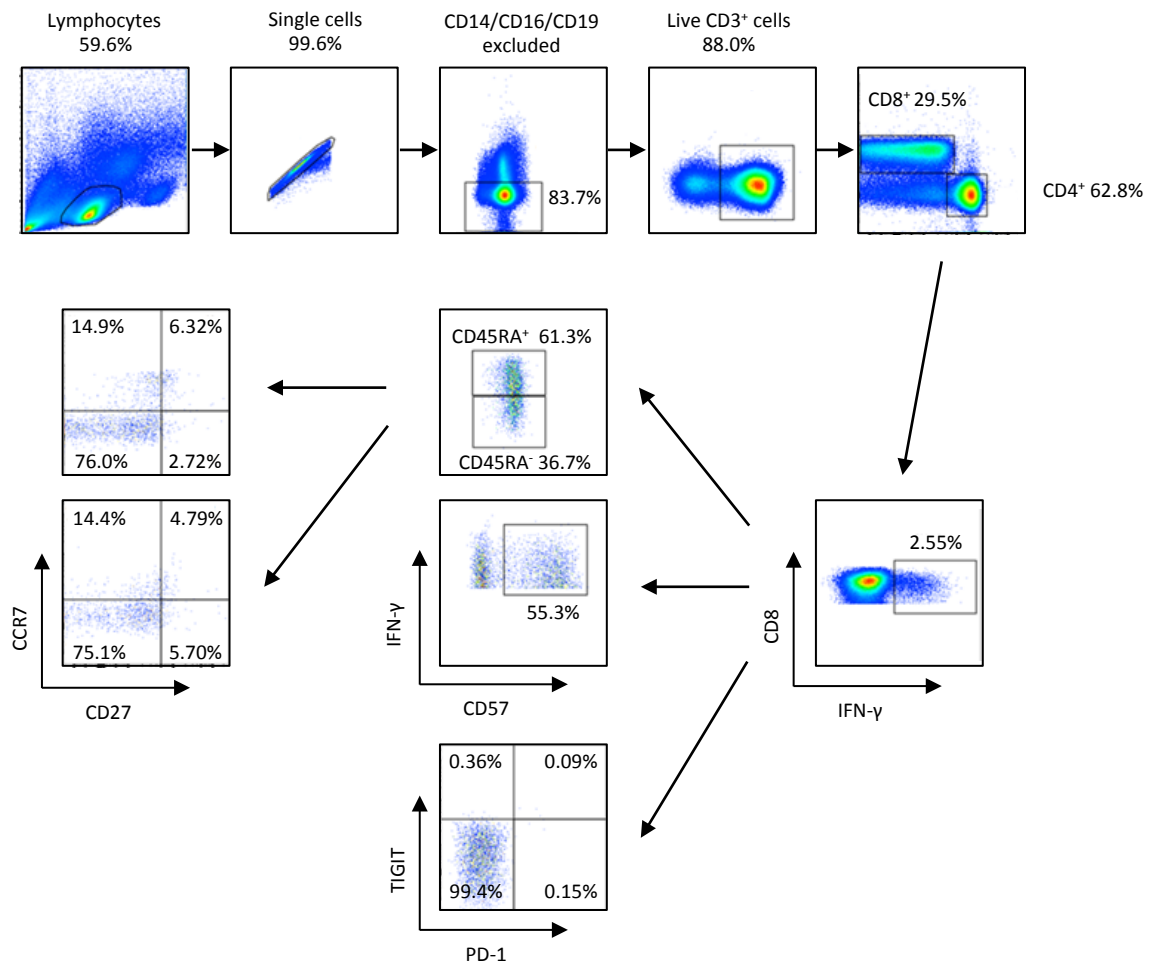 Lymphocytes
59.6%
Single cells
99.6%
CD14/CD16/CD19
excluded
Live CD3⁺ cells
88.0%
83.7%
CD8⁺ 29.5%
CD4⁺ 62.8%
14.9% 6.32%
76.0% 2.72%
CD45RA⁺ 61.3%
CD45RA⁻ 36.7%
14.4% 4.79%
75.1% 5.70%
CCR7
CD27
55.3%
IFN-γ
CD57
2.55%
CD8
IFN-γ
0.36% 0.09%
99.4% 0.15%
TIGIT
PD-1